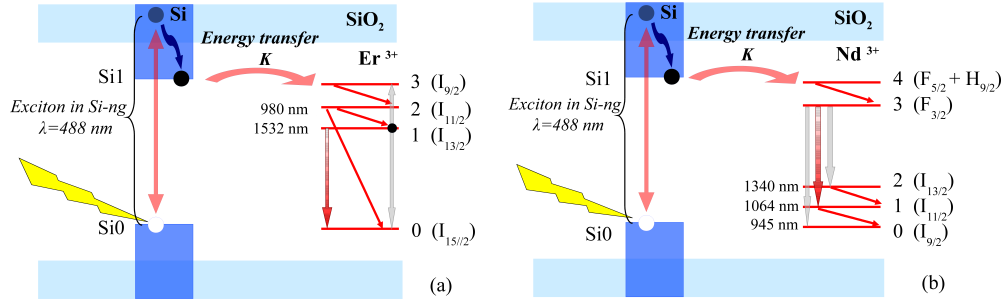 Si
SiO2
Energy transfer
K
Er 3+
Si1
3 (I9/2)
Exciton in Si-ng
λ=488 nm
980 nm
2 (I11/2)
1532 nm
1 (I13/2)
Si0
0 (I15//2)
(a)
Si
SiO2
Energy transfer
K
Nd 3+
Si1
4 (F5/2 + H9/2)
3 (F3/2)
Exciton in Si-ng
λ=488 nm
1340 nm
2 (I13/2)
1064 nm
1 (I11/2)
945 nm
0 (I9/2)
Si0
(b)